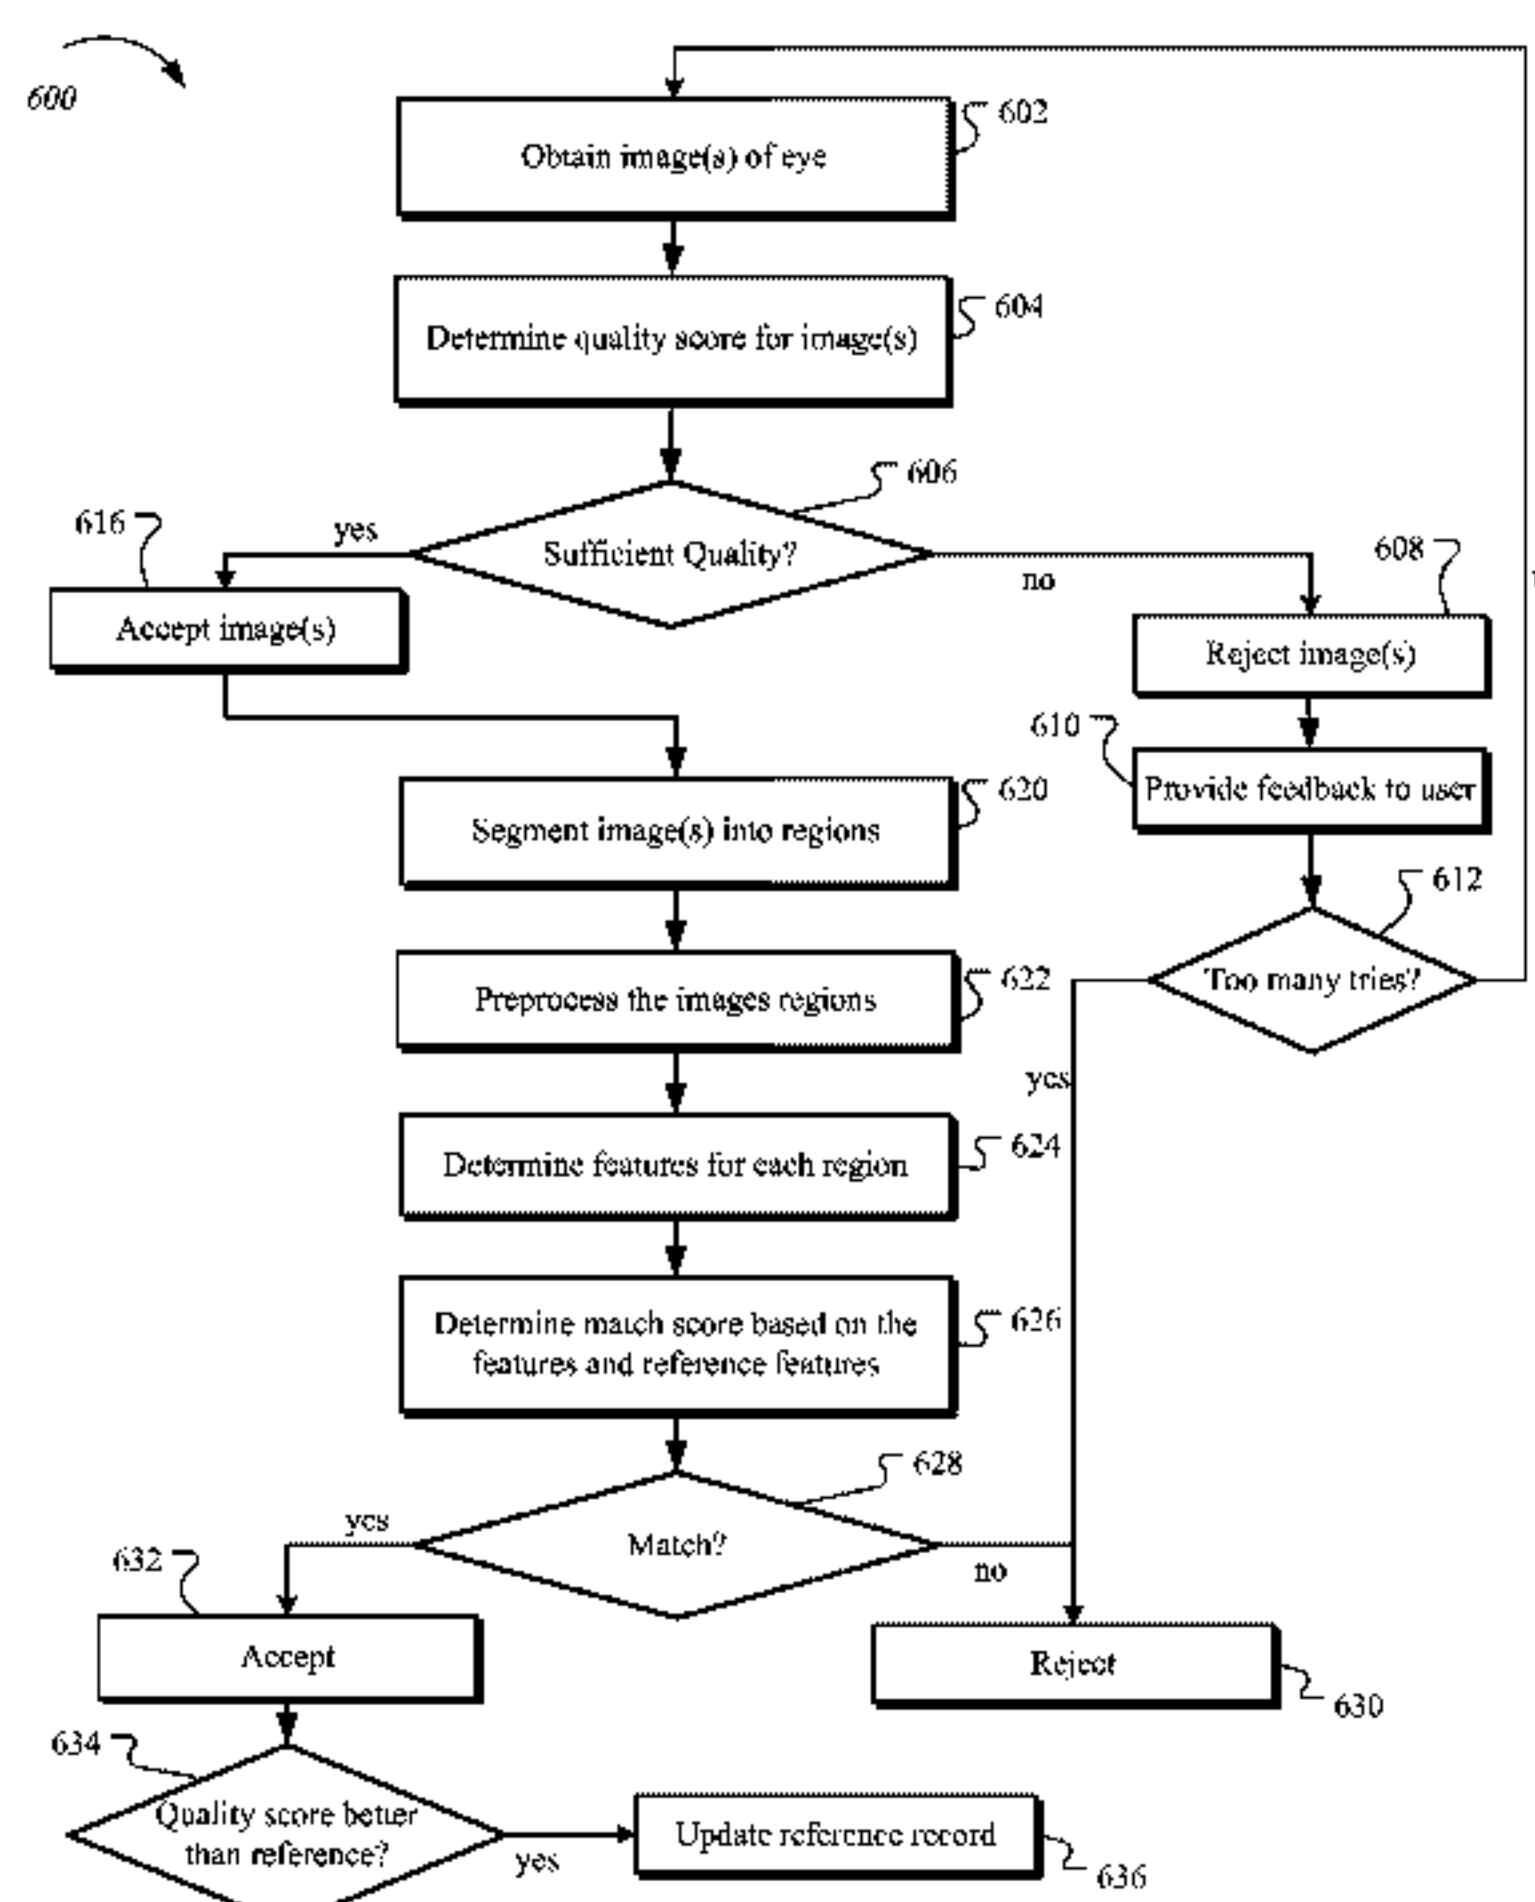 600
602
Obtain image(s) of eye
604
Determine quality score for image(s)
606
616
yes
Sufficient Quality?
no
608
Accept image(s)
Reject image(s)
610
Provide feedback to user
620
Segment image(s) into regions
612
Too many tries?
622
Preprocess the images regions
yes
624
Determine features for each region
626
Determine match score based on the
features and reference features
628
yes
Match?
no
632
Accept
Reject
630
634
Quality score better
than reference?
yes
Update reference record
636